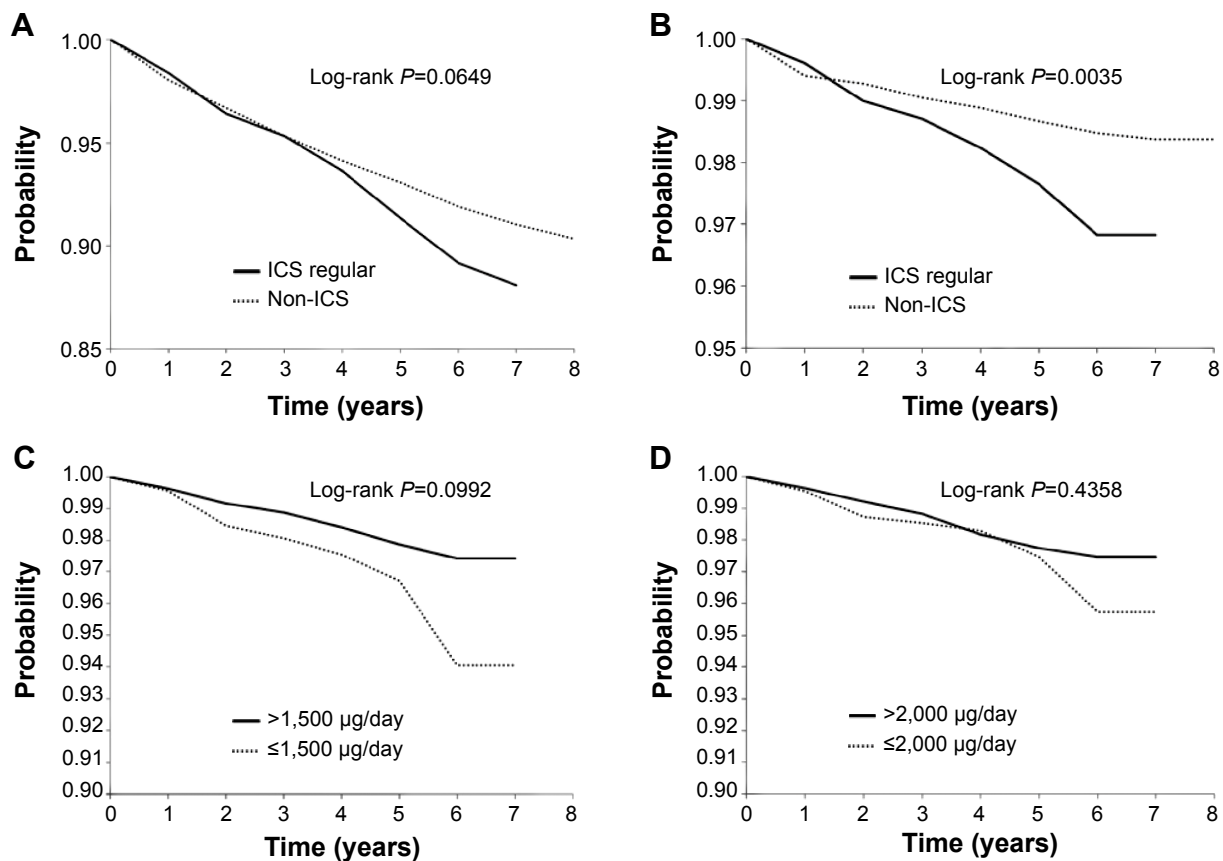 A
1.00
0.95
0.90
0.85
Probability
Log-rank P=0.0649
ICS regular
Non-ICS
0 1 2 3 4 5 6 7 8
Time (years)
B
1.00
0.99
0.98
0.97
0.96
0.95
Probability
Log-rank P=0.0035
ICS regular
Non-ICS
0 1 2 3 4 5 6 7 8
Time (years)
C
1.00
0.99
0.98
0.97
0.96
0.95
0.94
0.93
0.92
0.91
0.90
Probability
Log-rank P=0.0992
>1,500 µg/day
≤1,500 µg/day
0 1 2 3 4 5 6 7 8
Time (years)
D
1.00
0.99
0.98
0.97
0.96
0.95
0.94
0.93
0.92
0.91
0.90
Probability
Log-rank P=0.4358
>2,000 µg/day
≤2,000 µg/day
0 1 2 3 4 5 6 7 8
Time (years)